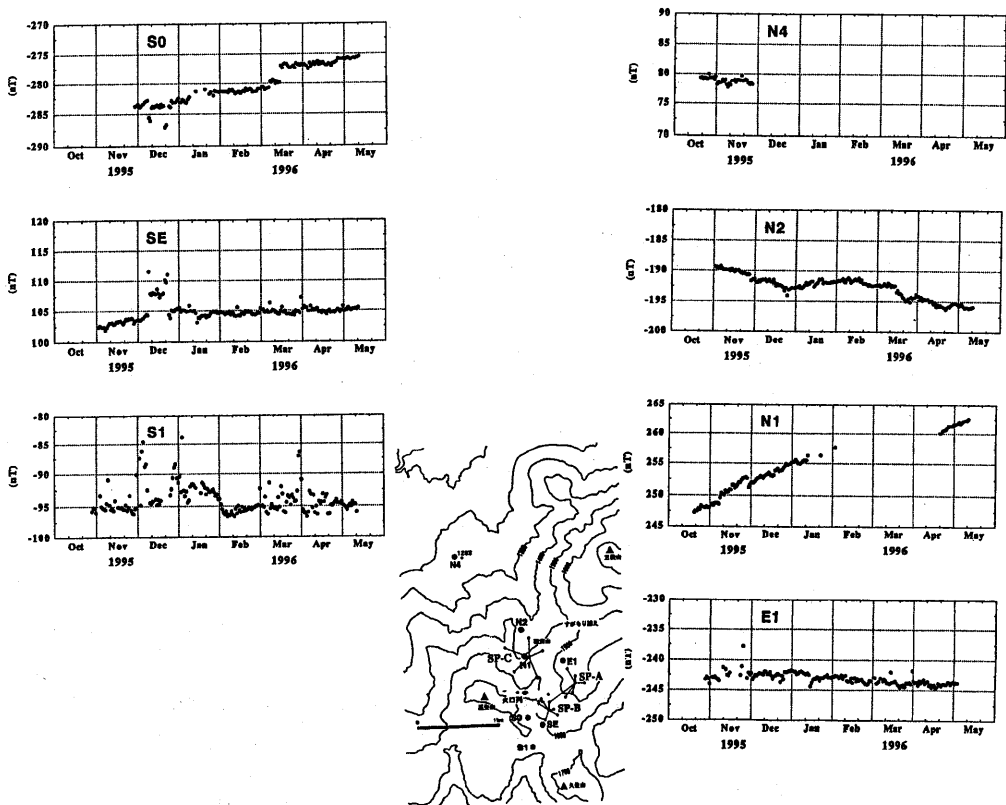 S0
-270
-275
-280
-285
-290
(nT)
Oct Nov Dec Jan Feb Mar Apr May
1995 1996
N4
90
85
80
75
70
(nT)
Oct Nov Dec Jan Feb Mar Apr May
1995 1996
SE
120
115
110
105
100
(nT)
Oct Nov Dec Jan Feb Mar Apr May
1995 1996
N2
-180
-185
-190
-195
-200
(nT)
Oct Nov Dec Jan Feb Mar Apr May
1995 1996
S1
-80
-85
-90
-95
-100
(nT)
Oct Nov Dec Jan Feb Mar Apr May
1995 1996
N1
265
260
255
250
245
(nT)
Oct Nov Dec Jan Feb Mar Apr May
1995 1996
E1
-230
-235
-240
-245
-250
(nT)
Oct Nov Dec Jan Feb Mar Apr May
1995 1996
N4
N2
SP-C
N1
E1
SP-A
SP-B
SE
S0
S1